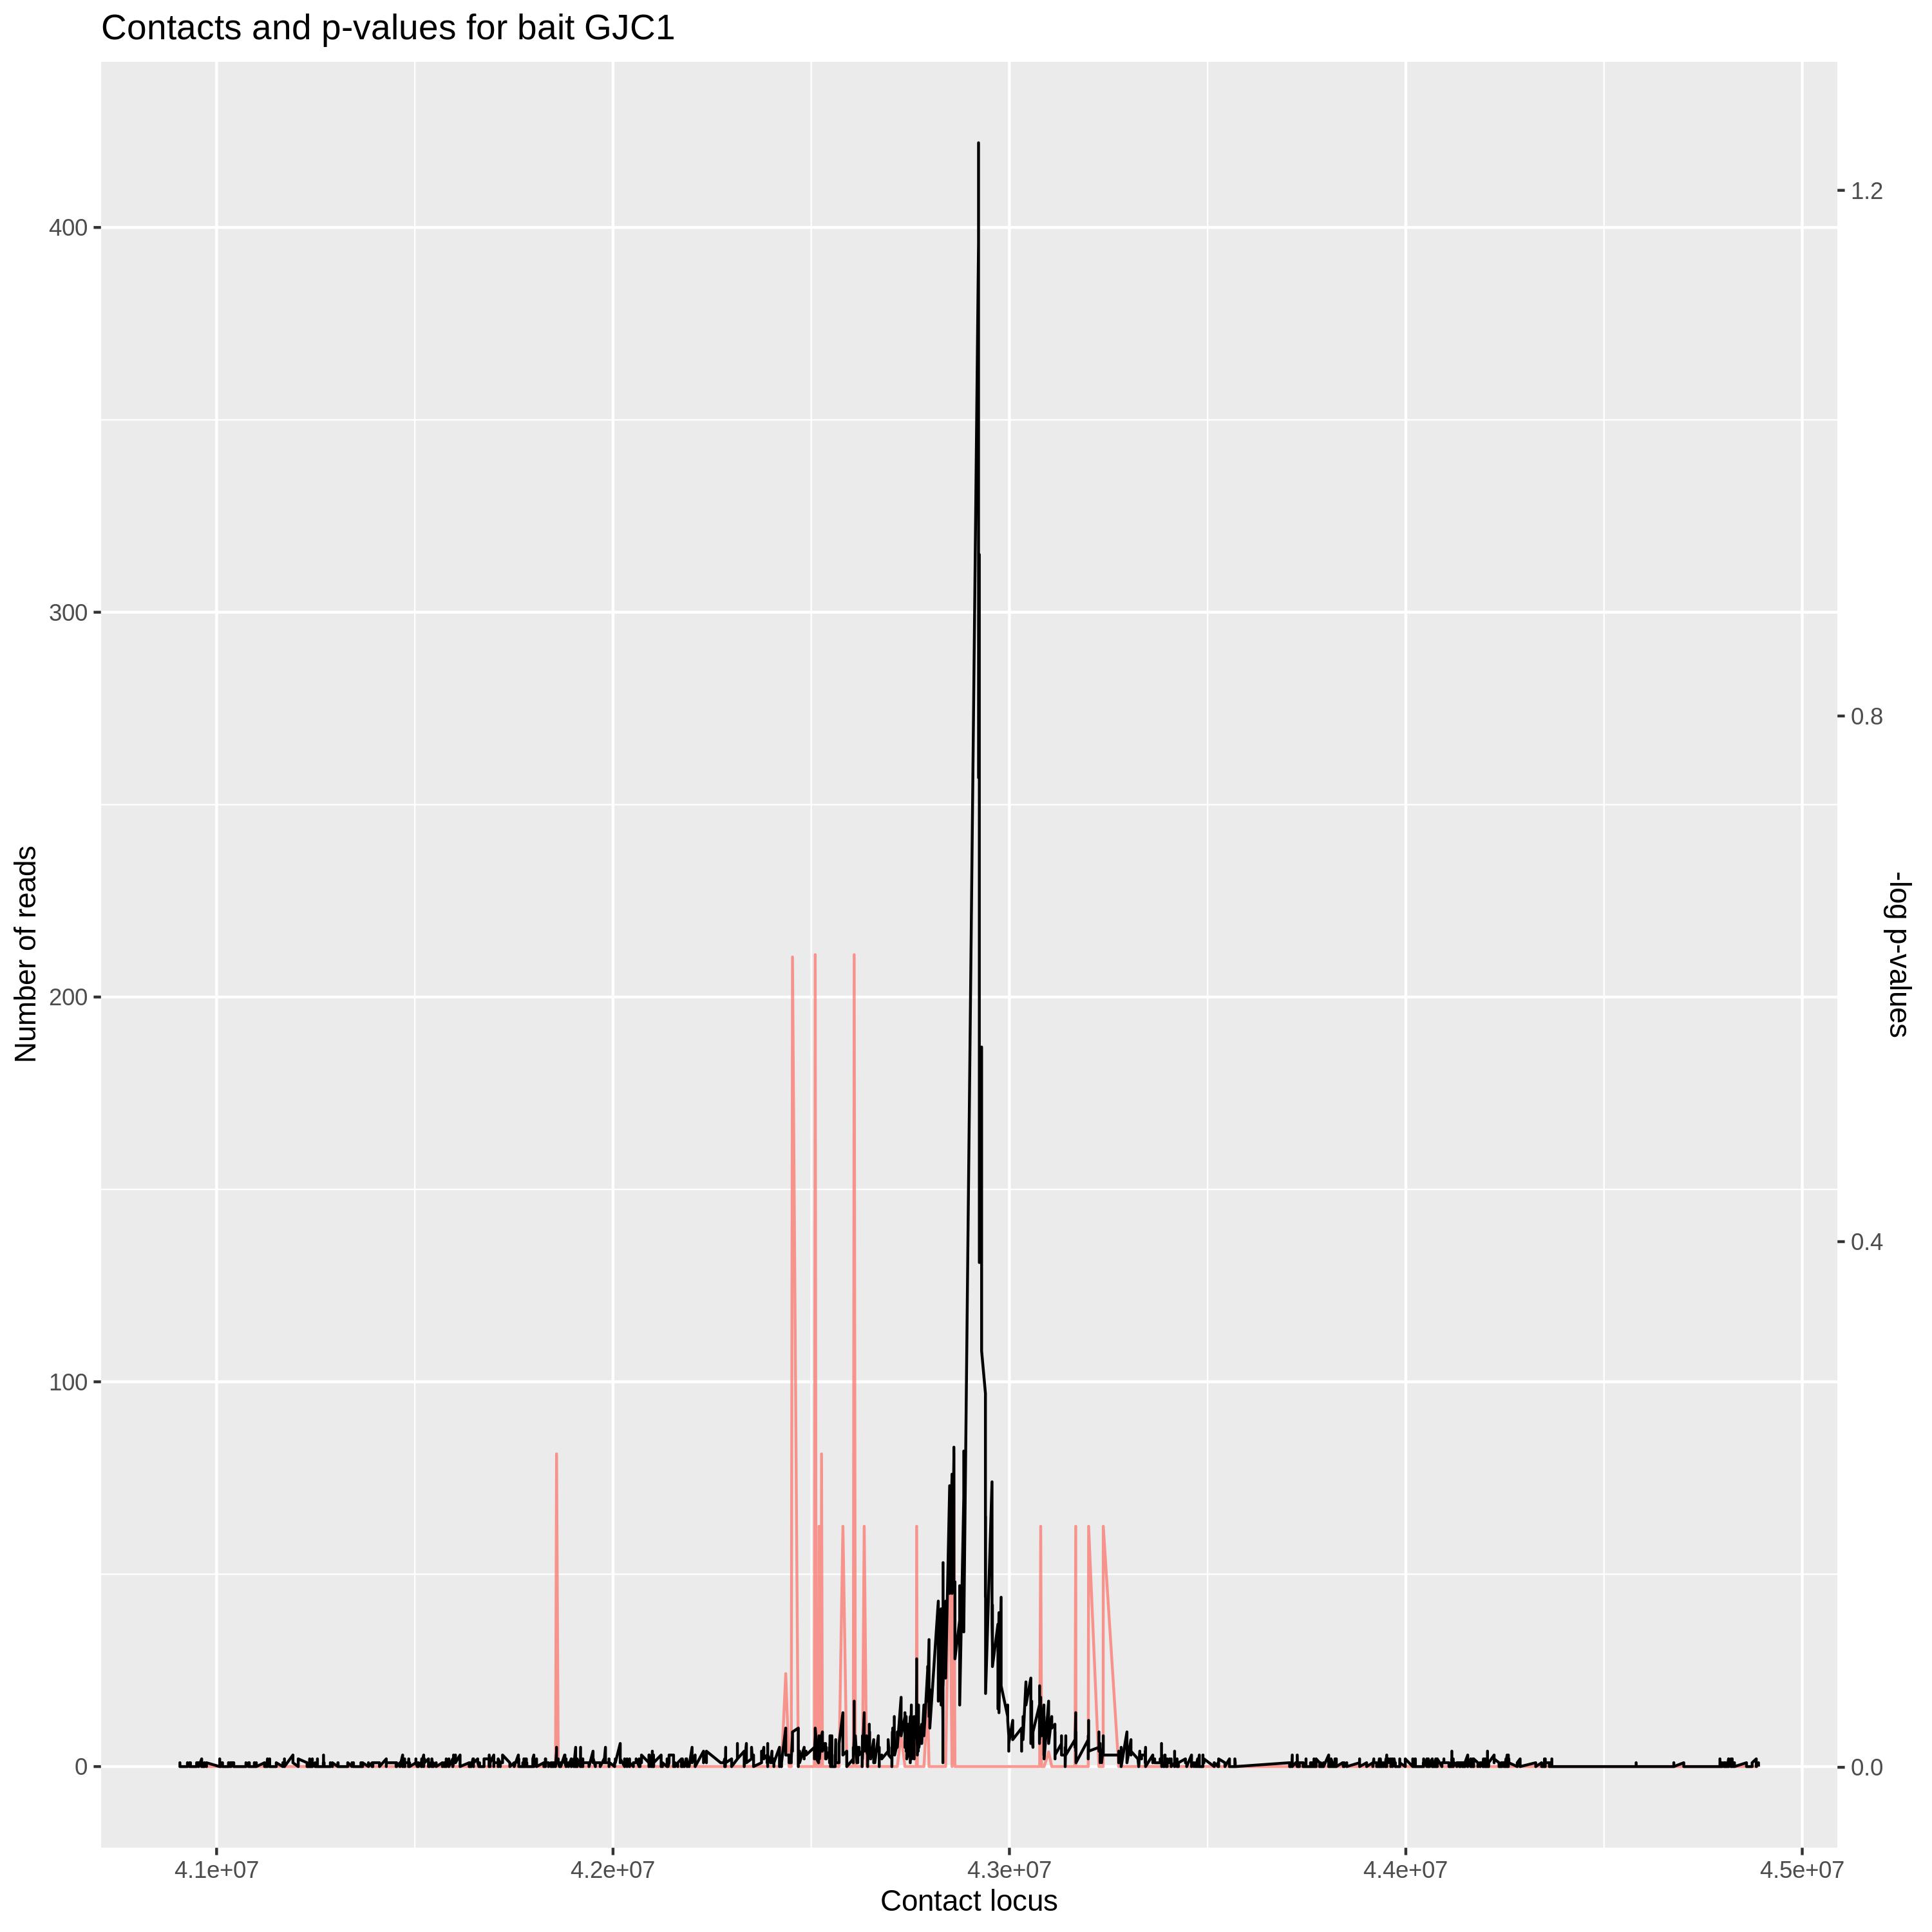 Contacts and p-values for bait GJC1
400
300
200
100
0
Number of reads
1.2
0.8
0.4
0.0
-log p-values
4.1e+07
4.2e+07
4.3e+07
4.4e+07
4.5e+07
Contact locus